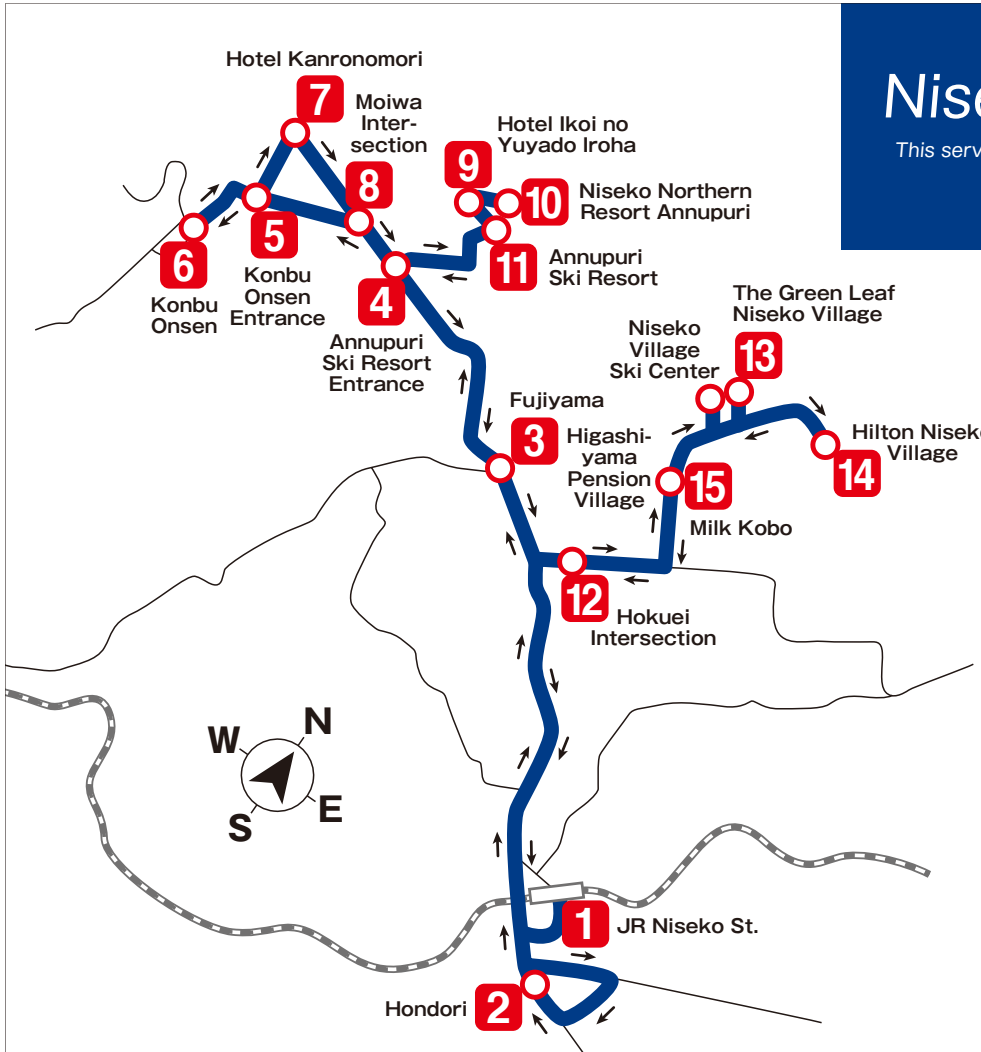 Nise
This serv
Hotel Kanronomori
7
Moiwa
Inter-
section
8
Hotel Ikoi no
Yuyado Iroha
9
10
Niseko Northern
Resort Annupuri
11
Annupuri
Ski Resort
5
Konbu
Onsen
Entrance
6
Konbu
Onsen
4
Annupuri
Ski Resort
Entrance
The Green Leaf
Niseko Village
13
Niseko
Village
Ski Center
Hilton Niseko
Village
14
Fujiyama
3
Higashi-
yama
Pension
Village
15
Milk Kobo
12
Hokuei
Intersection
N
W
E
S
1
JR Niseko St.
Hondori
2